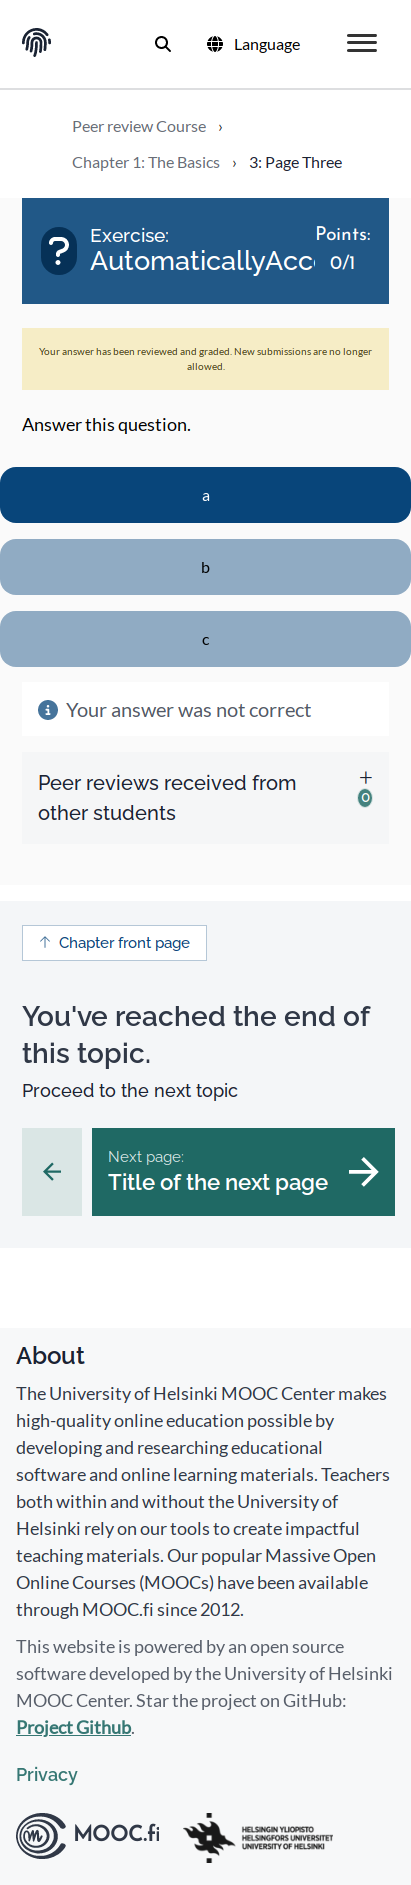 Language
Peer review Course ›
Chapter 1: The Basics › 3: Page Three
Exercise:
AutomaticallyAcc
Points:
0/1
Your answer has been reviewed and graded. New submissions are no longer
allowed.
Answer this question.
a
b
c
Your answer was not correct
Peer reviews received from
other students
+
0
Chapter front page
You've reached the end of
this topic.
Proceed to the next topic
Next page:
Title of the next page
About
The University of Helsinki MOOC Center makes
high-quality online education possible by
developing and researching educational
software and online learning materials. Teachers
both within and without the University of
Helsinki rely on our tools to create impactful
teaching materials. Our popular Massive Open
Online Courses (MOOCs) have been available
through MOOC.fi since 2012.
This website is powered by an open source
software developed by the University of Helsinki
MOOC Center. Star the project on GitHub:
Project Github.
Privacy
MOOC.fi
HELSINGIN YLIOPISTO
HELSINGFORS UNIVERSITET
UNIVERSITY OF HELSINKI